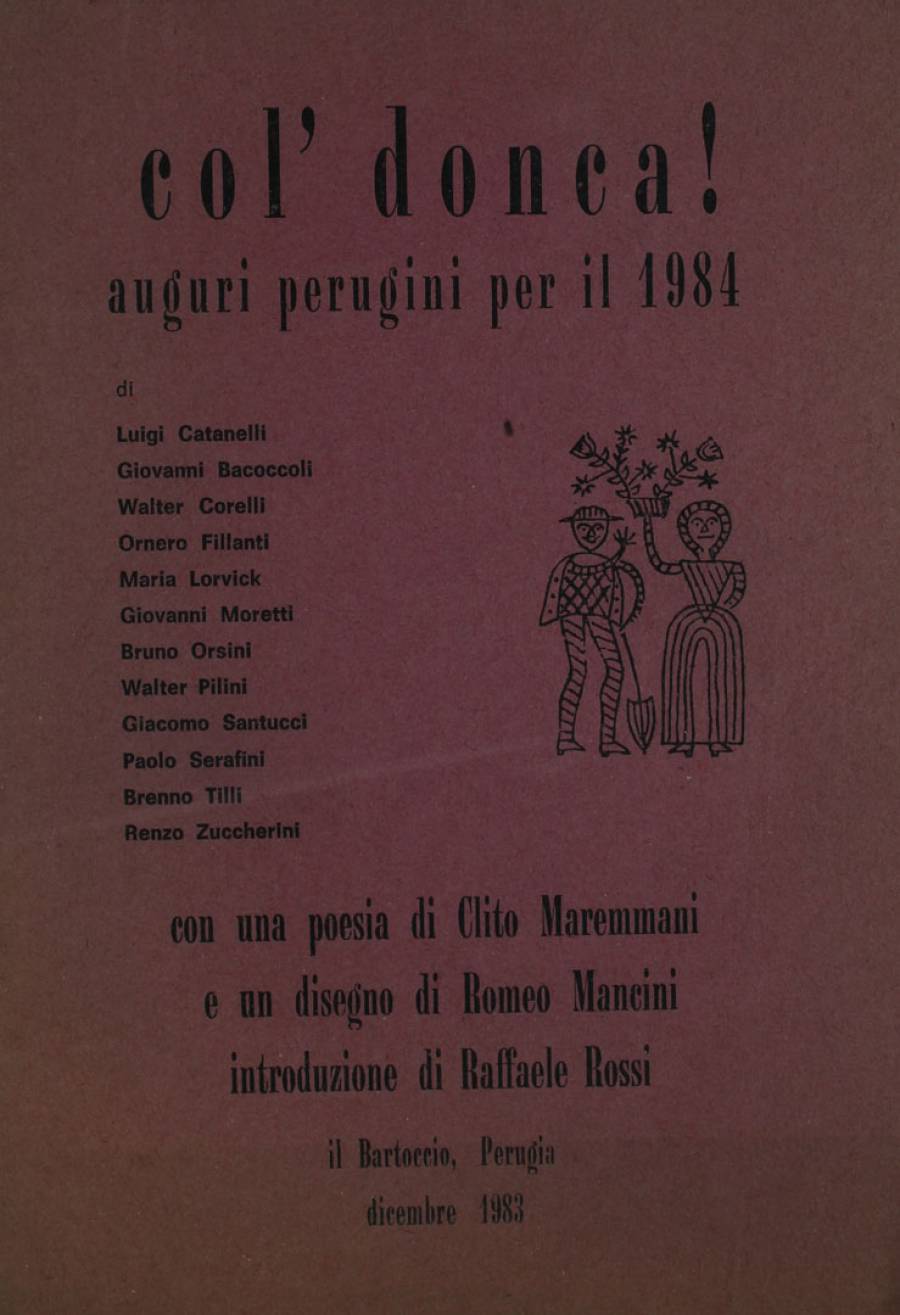 col' donca!
auguri perugini per il 1984
di
Luigi Catanelli
Giovanni Bacoccoli
Walter Corelli
Ornero Fillanti
Maria Lorvick
Giovanni Moretti
Bruno Orsini
Walter Pilini
Giacomo Santucci
Paolo Serafini
Brenno Tilli
Renzo Zuccherini
con una poesia di Clito Maremmani
e un disegno di Romeo Mancini
introduzione di Raffaele Rossi
il Bartoccio, Perugia
dicembre 1983